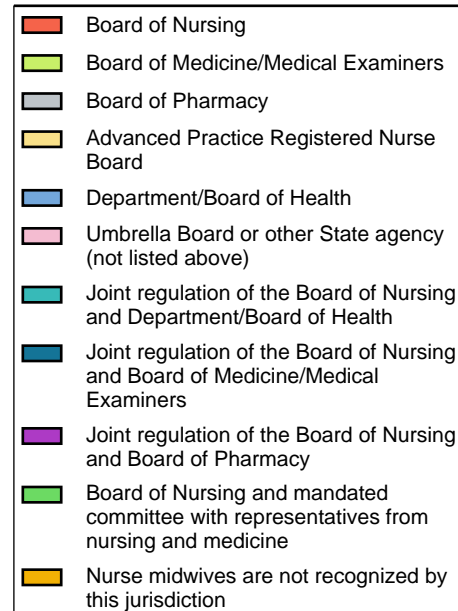 Board of Nursing
Board of Medicine/Medical Examiners
Board of Pharmacy
Advanced Practice Registered Nurse
Board
Department/Board of Health
Umbrella Board or other State agency
(not listed above)
Joint regulation of the Board of Nursing
and Department/Board of Health
Joint regulation of the Board of Nursing
and Board of Medicine/Medical
Examiners
Joint regulation of the Board of Nursing
and Board of Pharmacy
Board of Nursing and mandated
committee with representatives from
nursing and medicine
Nurse midwives are not recognized by
this jurisdiction